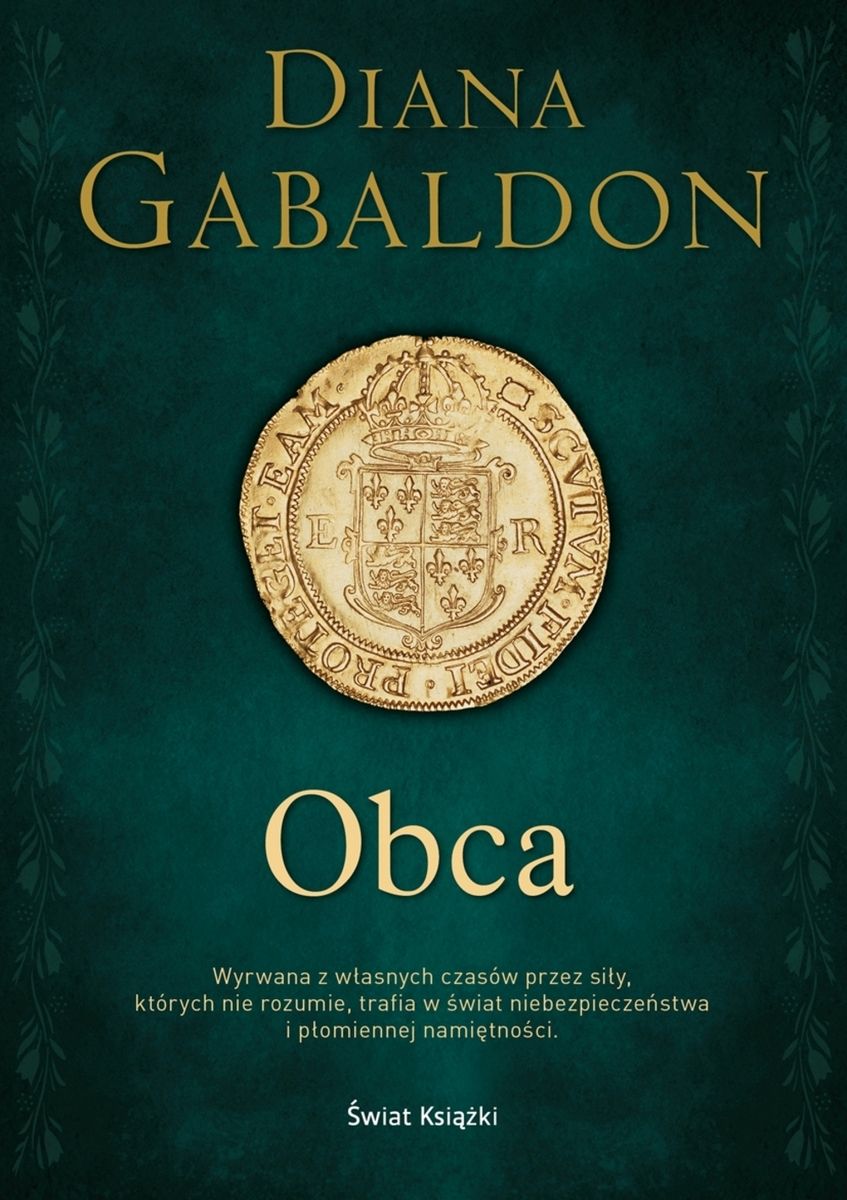 DIANA
GABALDON
SCVTVM · FIDEI · PROTEGET · EAM ·
E R
Obca
Wyrwana z własnych czasów przez siły,
których nie rozumie, trafia w świat niebezpieczeństwa
i płomiennej namiętności.
Świat Książki